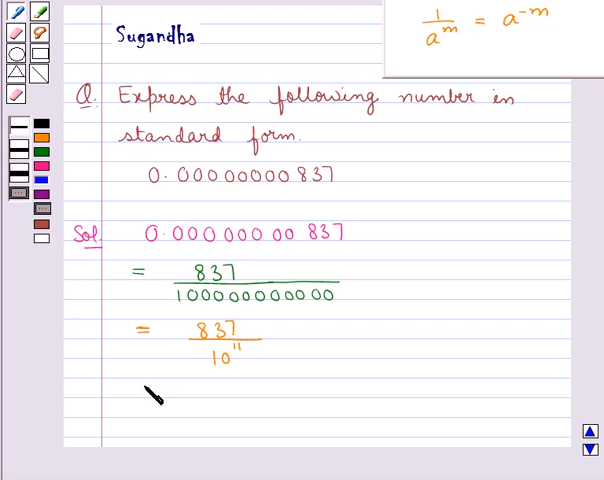 1/a^m = a^-m
Sugandha
Q. Express the following number in
standard form.
0.00000000837
Sol. 0.00000000837
= 837/100000000000
= 837/10^11